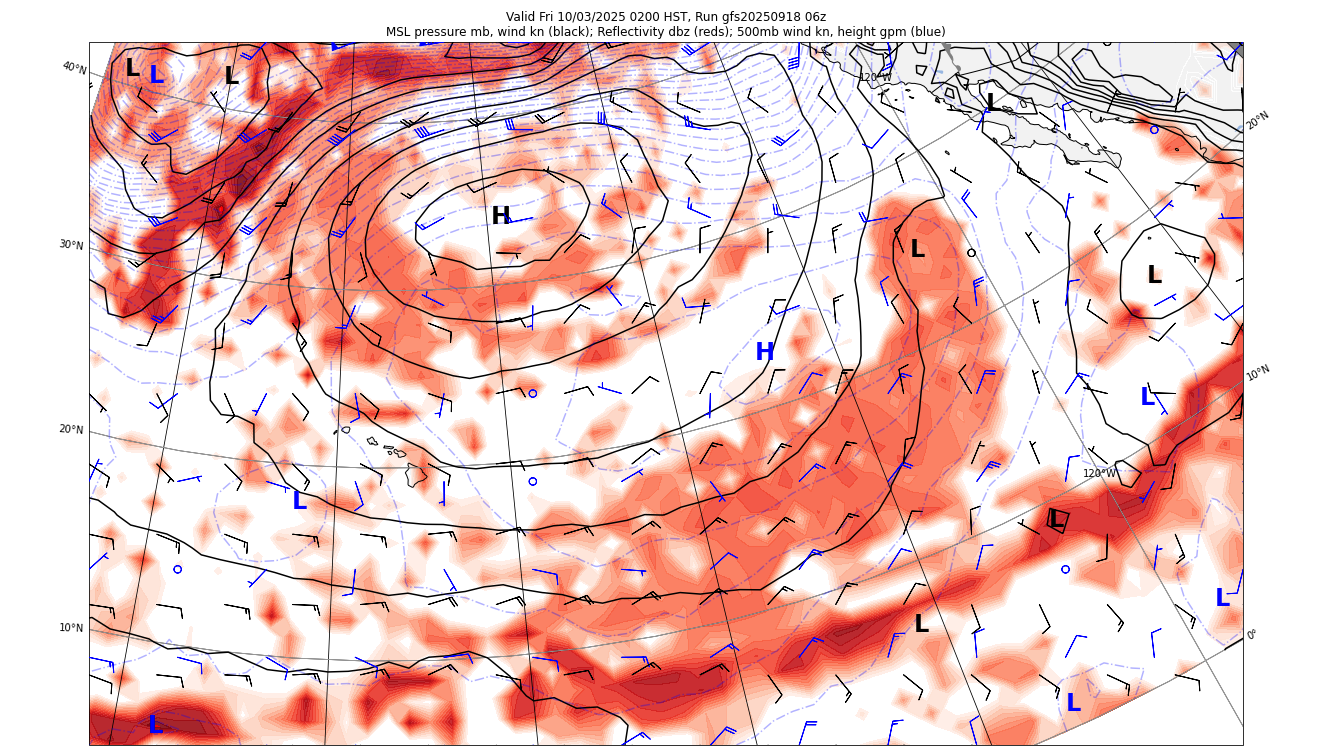 Valid Fri 10/03/2025 0200 HST, Run gfs20250918 06z
MSL pressure mb, wind kn (black); Reflectivity dbz (reds); 500mb wind kn, height gpm (blue)
40°N
L
L
L
120°W
L
20°N
H
30°N
L
L
H
10°N
L
20°N
120°W
L
L
L
10°N
L
0°
L
L